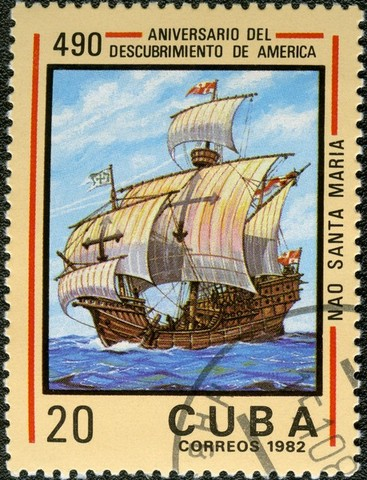 490 ANIVERSARIO DEL
DESCUBRIMIENTO DE AMERICA
NAO SANTA MARIA
20 CUBA
CORREOS 1982